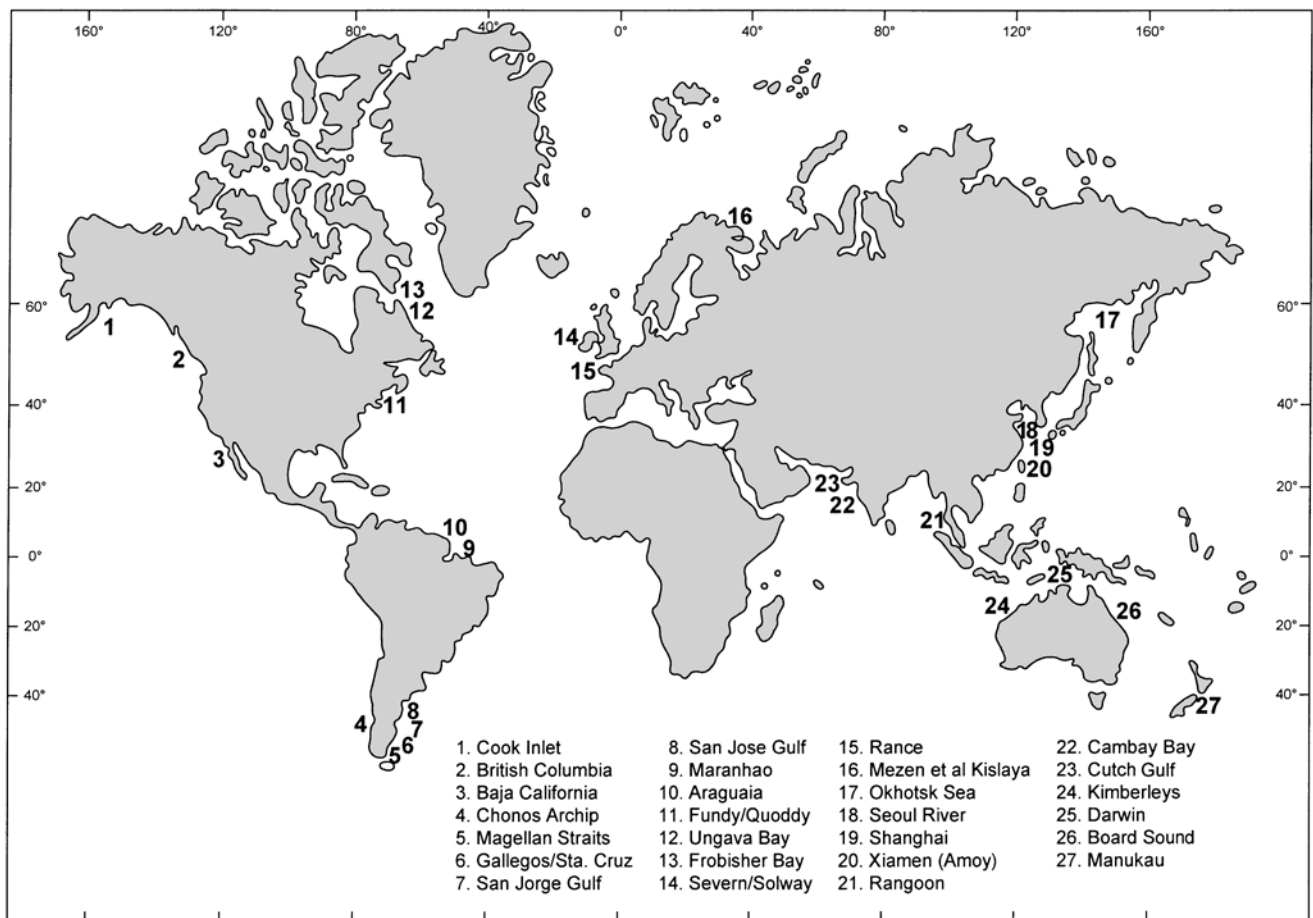 160° 120° 80° 40° 0° 40° 80° 120° 160°
16
13
12
60° 60°
1
17
14
2
15
40° 40°
11
18
19
3
20
23
20° 20°
22
21
10
9
0° 0°
25
24
26
20° 20°
40° 40°
27
8
4
7
6
5
1. Cook Inlet
2. British Columbia
3. Baja California
4. Chonos Archip
5. Magellan Straits
6. Gallegos/Sta. Cruz
7. San Jorge Gulf
8. San Jose Gulf
9. Maranhao
10. Araguaia
11. Fundy/Quoddy
12. Ungava Bay
13. Frobisher Bay
14. Severn/Solway
15. Rance
16. Mezen et al Kislaya
17. Okhotsk Sea
18. Seoul River
19. Shanghai
20. Xiamen (Amoy)
21. Rangoon
22. Cambay Bay
23. Cutch Gulf
24. Kimberleys
25. Darwin
26. Board Sound
27. Manukau